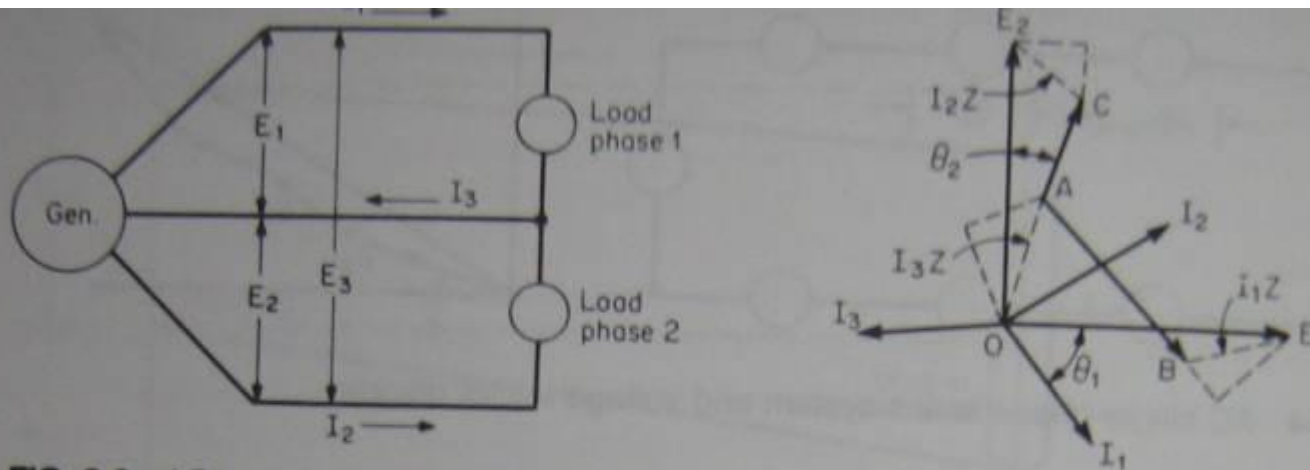 E₁
E₂
E₃
Gen.
Load
phase 1
I₃
Load
phase 2
I₂
E₂
I₂Z
C
θ₂
A
I₂
I₃Z
I₃
O
i₁Z
E
B
θ₁
I₁